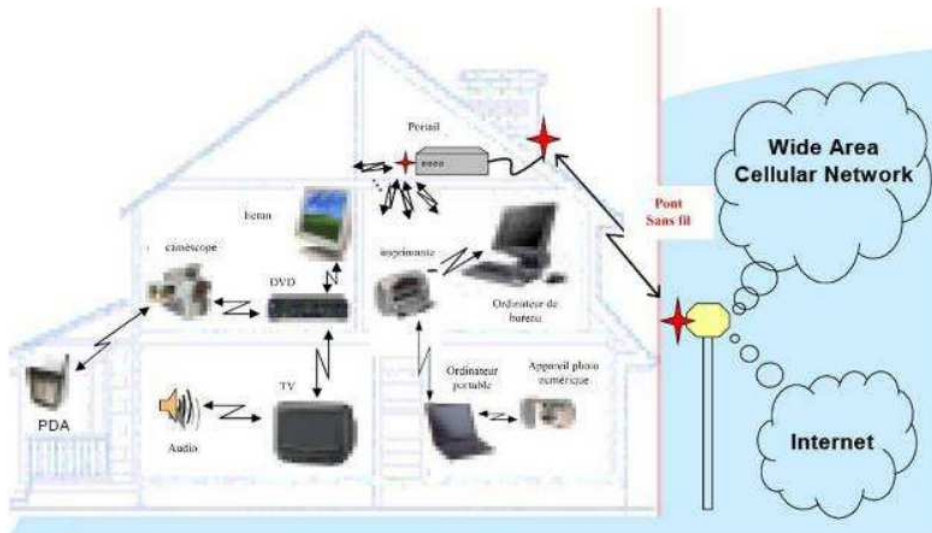 Portail
Wide Area
Cellular Network
Pont
Sans fil
Ecran
caméscope
DVD
imprimante
Ordinateur de
bureau
PDA
TV
Audio
Ordinateur
portable
Appareil photo
numérique
Internet